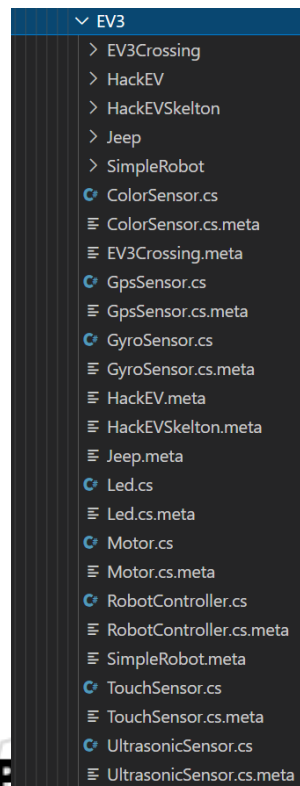 EV3
EV3Crossing
HackEV
HackEVSkelton
Jeep
SimpleRobot
C# ColorSensor.cs
ColorSensor.cs.meta
EV3Crossing.meta
C# GpsSensor.cs
GpsSensor.cs.meta
C# GyroSensor.cs
GyroSensor.cs.meta
HackEV.meta
HackEVSkelton.meta
Jeep.meta
C# Led.cs
Led.cs.meta
C# Motor.cs
Motor.cs.meta
C# RobotController.cs
RobotController.cs.meta
SimpleRobot.meta
C# TouchSensor.cs
TouchSensor.cs.meta
C# UltrasonicSensor.cs
UltrasonicSensor.cs.meta